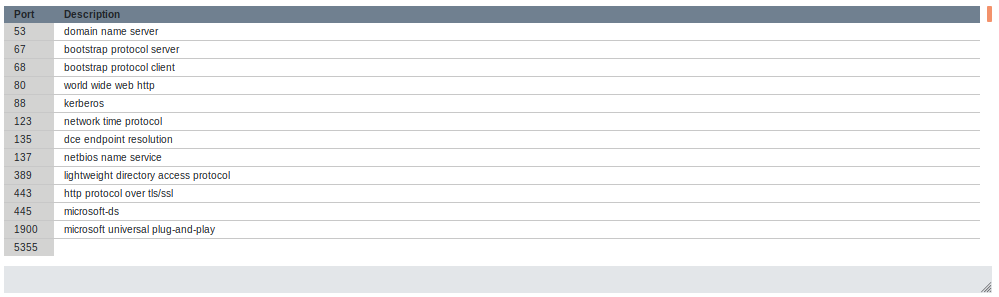 Port Description
53 domain name server
67 bootstrap protocol server
68 bootstrap protocol client
80 world wide web http
88 kerberos
123 network time protocol
135 dce endpoint resolution
137 netbios name service
389 lightweight directory access protocol
443 http protocol over tls/ssl
445 microsoft-ds
1900 microsoft universal plug-and-play
5355